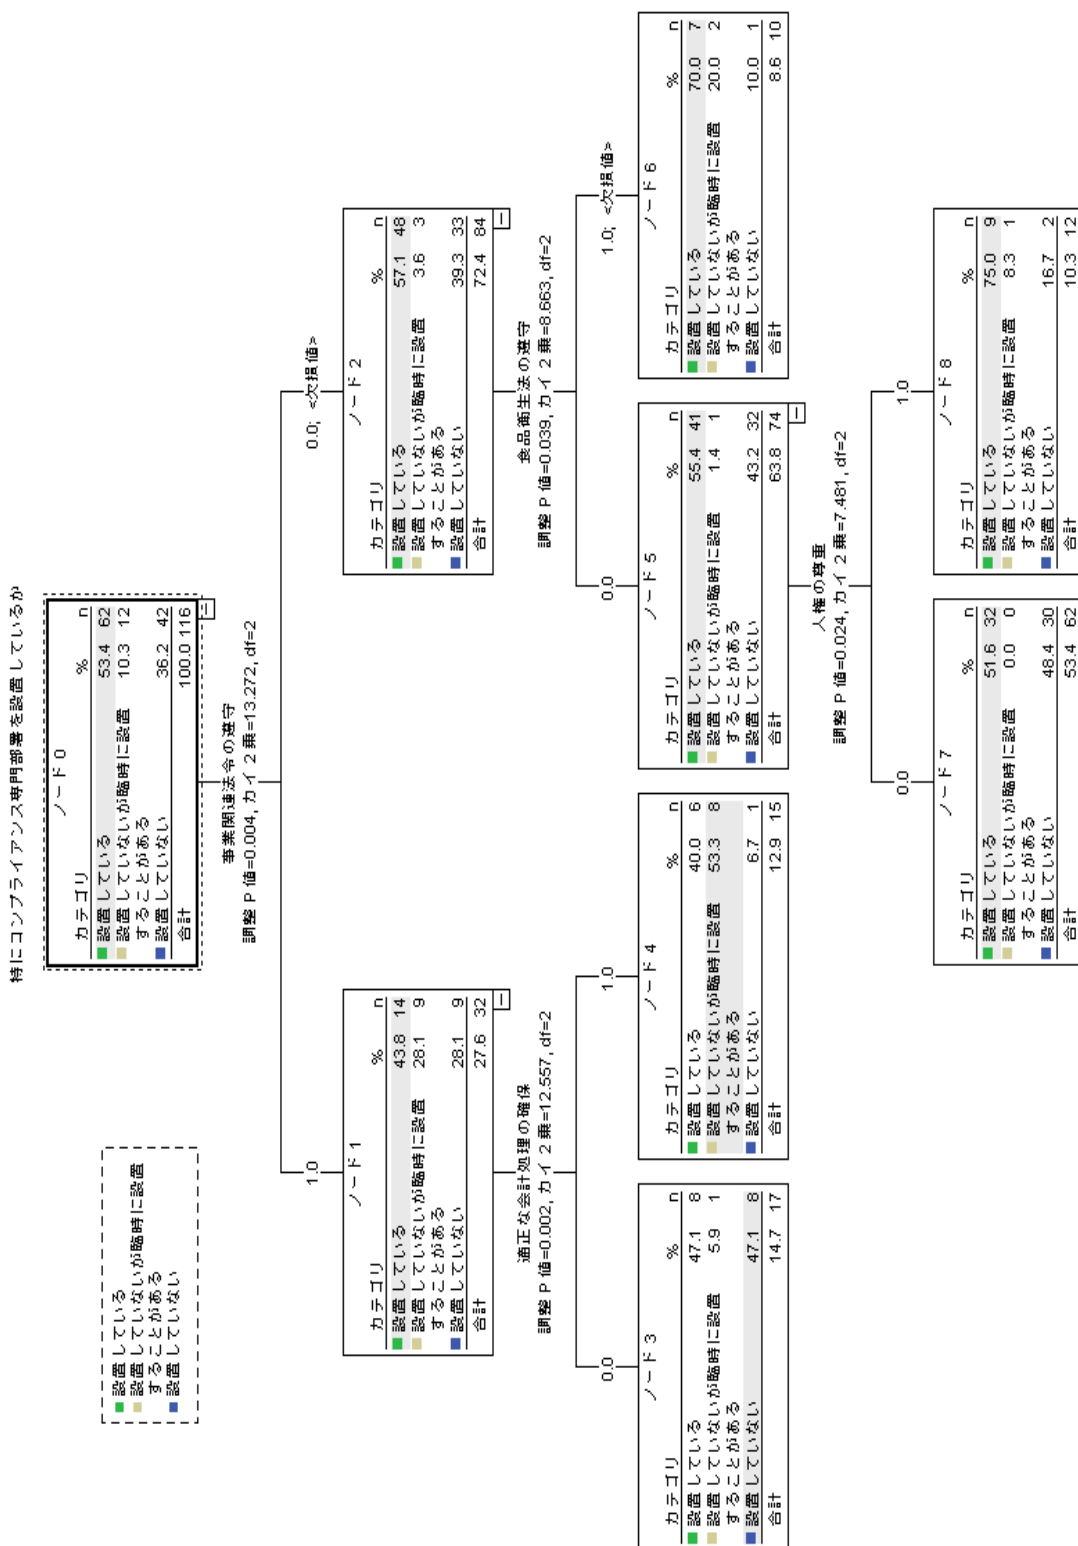 特にコンプライアンス専門部署を設置しているか
設置している
設置していないが臨時に設置
することがある
設置していない
ノード 0
カテゴリ % n
設置している 53.4 62
設置していないが臨時に設置 10.3 12
することがある
設置していない 36.2 42
合計 100.0 116
事業関連法令の遵守
調整 P 値=0.004, カイ 2 乗=13.272, df=2
1.0
0.0; <欠損値>
ノード 1
カテゴリ % n
設置している 43.8 14
設置していないが臨時に設置 28.1 9
することがある
設置していない 28.1 9
合計 27.6 32
ノード 2
カテゴリ % n
設置している 57.1 48
設置していないが臨時に設置 3.6 3
することがある
設置していない 39.3 33
合計 72.4 84
適正な会計処理の確保
調整 P 値=0.002, カイ 2 乗=12.557, df=2
食品衛生法の遵守
調整 P 値=0.039, カイ 2 乗=8.663, df=2
0.0
1.0
0.0
1.0; <欠損値>
ノード 3
カテゴリ % n
設置している 47.1 8
設置していないが臨時に設置 5.9 1
することがある
設置していない 47.1 8
合計 14.7 17
ノード 4
カテゴリ % n
設置している 40.0 6
設置していないが臨時に設置 53.3 8
することがある
設置していない 6.7 1
合計 12.9 15
ノード 5
カテゴリ % n
設置している 55.4 41
設置していないが臨時に設置 1.4 1
することがある
設置していない 43.2 32
合計 63.8 74
ノード 6
カテゴリ % n
設置している 70.0 7
設置していないが臨時に設置 20.0 2
することがある
設置していない 10.0 1
合計 8.6 10
人権の尊重
調整 P 値=0.024, カイ 2 乗=7.481, df=2
0.0
1.0
ノード 7
カテゴリ % n
設置している 51.6 32
設置していないが臨時に設置 0.0 0
することがある
設置していない 48.4 30
合計 53.4 62
ノード 8
カテゴリ % n
設置している 75.0 9
設置していないが臨時に設置 8.3 1
することがある
設置していない 16.7 2
合計 10.3 12